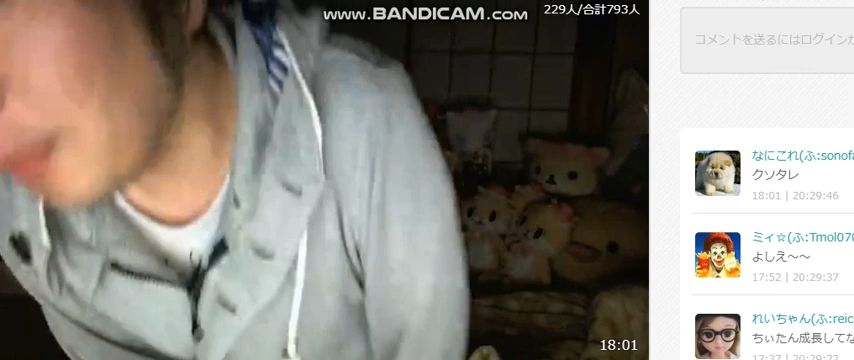 www.BANDICAM.com
229人/合計793人
18:01
コメントを送るにはログインが
なにこれ(ふ:sonofa
クソタレ
18:01 | 20:29:46
ミィ☆(ふ:Tmol070
よしえ～～
17:52 | 20:29:37
れいちゃん(ふ:reic
ちぃたん成長してな
17:37 | 20:29:22